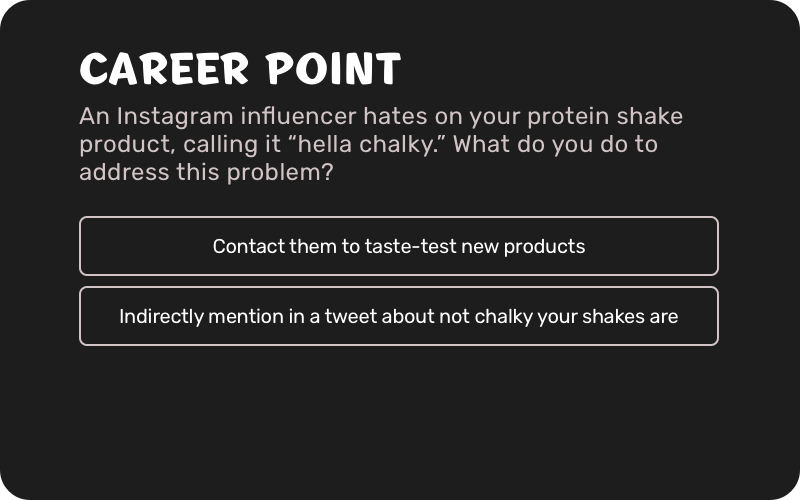 CAREER POINT
An Instagram influencer hates on your protein shake
product, calling it “hella chalky.” What do you do to
address this problem?
Contact them to taste-test new products
Indirectly mention in a tweet about not chalky your shakes are